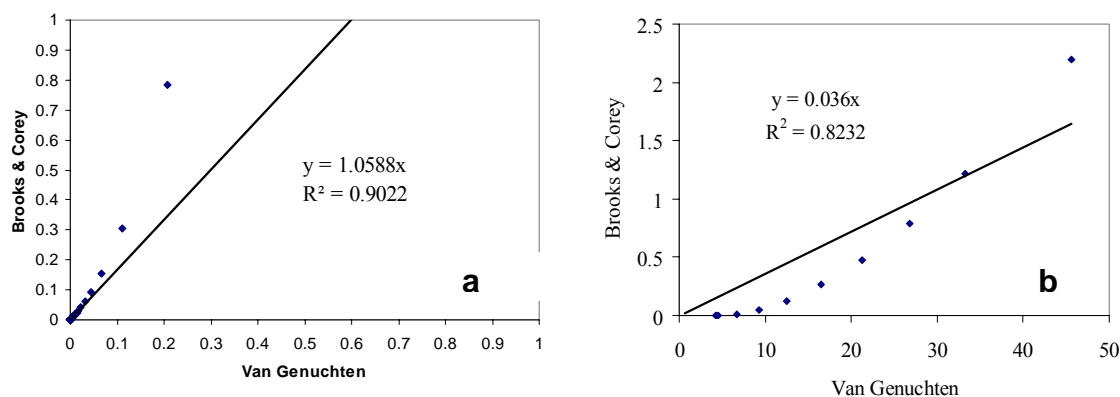 1
0.9
0.8
0.7
0.6
0.5
0.4
0.3
0.2
0.1
0
Brooks & Corey
y = 1.0588x
R² = 0.9022
a
0 0.1 0.2 0.3 0.4 0.5 0.6 0.7 0.8 0.9 1
Van Genuchten
2.5
2
1.5
1
0.5
0
Brooks & Corey
y = 0.036x
R² = 0.8232
b
0 10 20 30 40 50
Van Genuchten